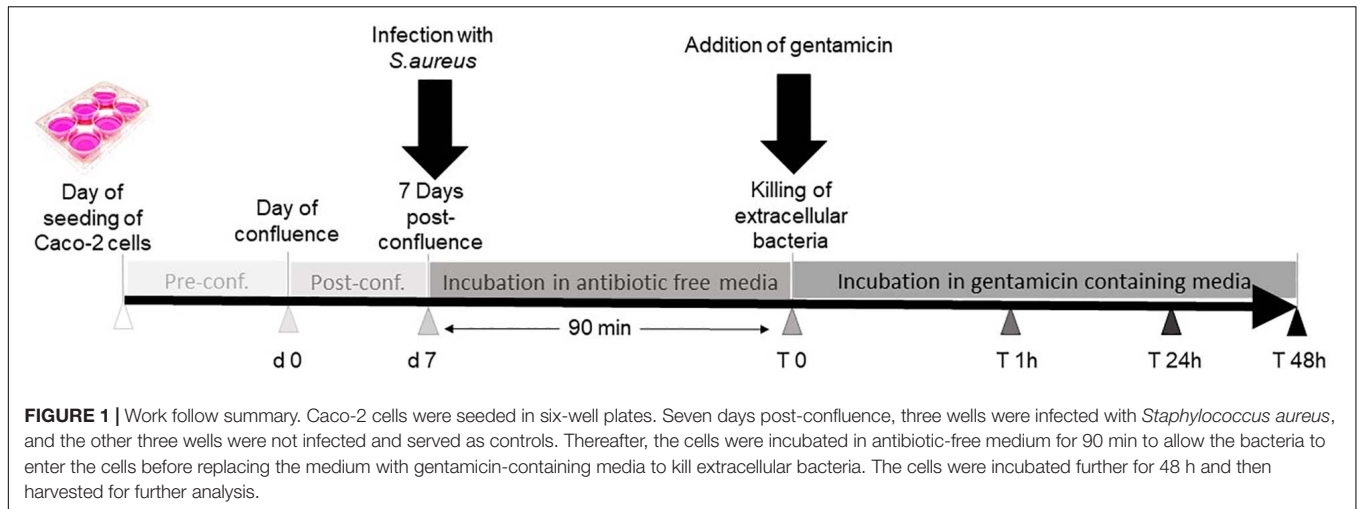 Infection with
S.aureus
Addition of gentamicin
Day of
seeding of
Caco-2 cells
Day of
confluence
7 Days
post-
confluence
Killing of
extracellular
bacteria
Pre-conf.
Post-conf.
Incubation in antibiotic free media
Incubation in gentamicin containing media
90 min
d 0
d 7
T 0
T 1h
T 24h
T 48h
FIGURE 1 | Work follow summary. Caco-2 cells were seeded in six-well plates. Seven days post-confluence, three wells were infected with Staphylococcus aureus,
and the other three wells were not infected and served as controls. Thereafter, the cells were incubated in antibiotic-free medium for 90 min to allow the bacteria to
enter the cells before replacing the medium with gentamicin-containing media to kill extracellular bacteria. The cells were incubated further for 48 h and then
harvested for further analysis.